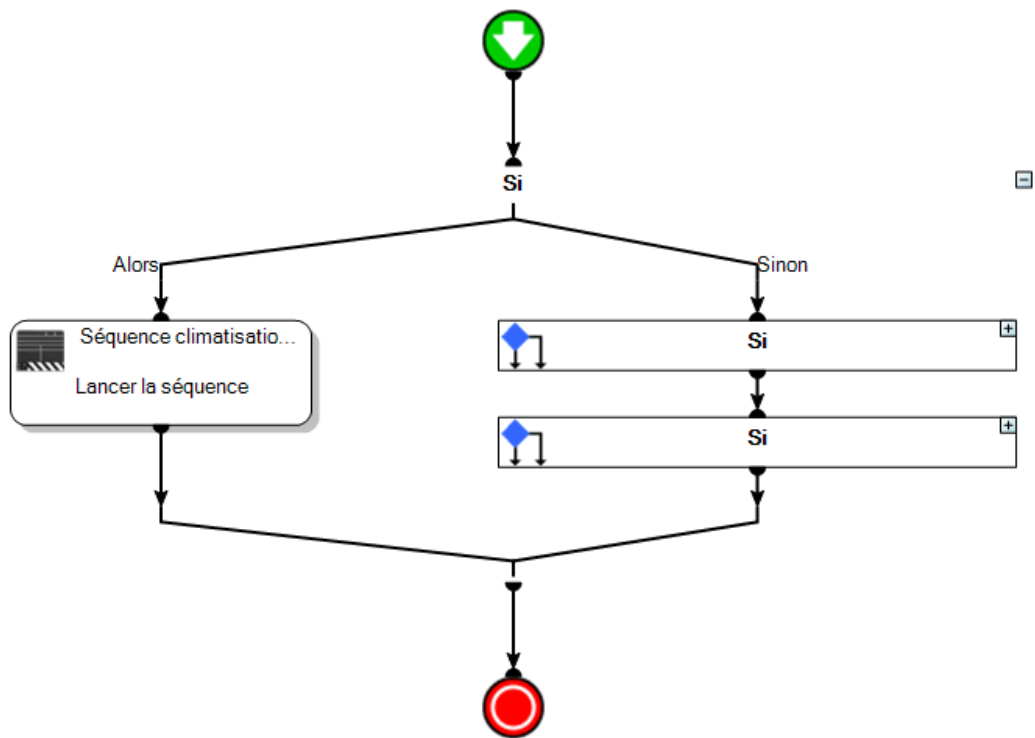 Si
Alors
Sinon
Séquence climatisatio...
Lancer la séquence
Si
Si